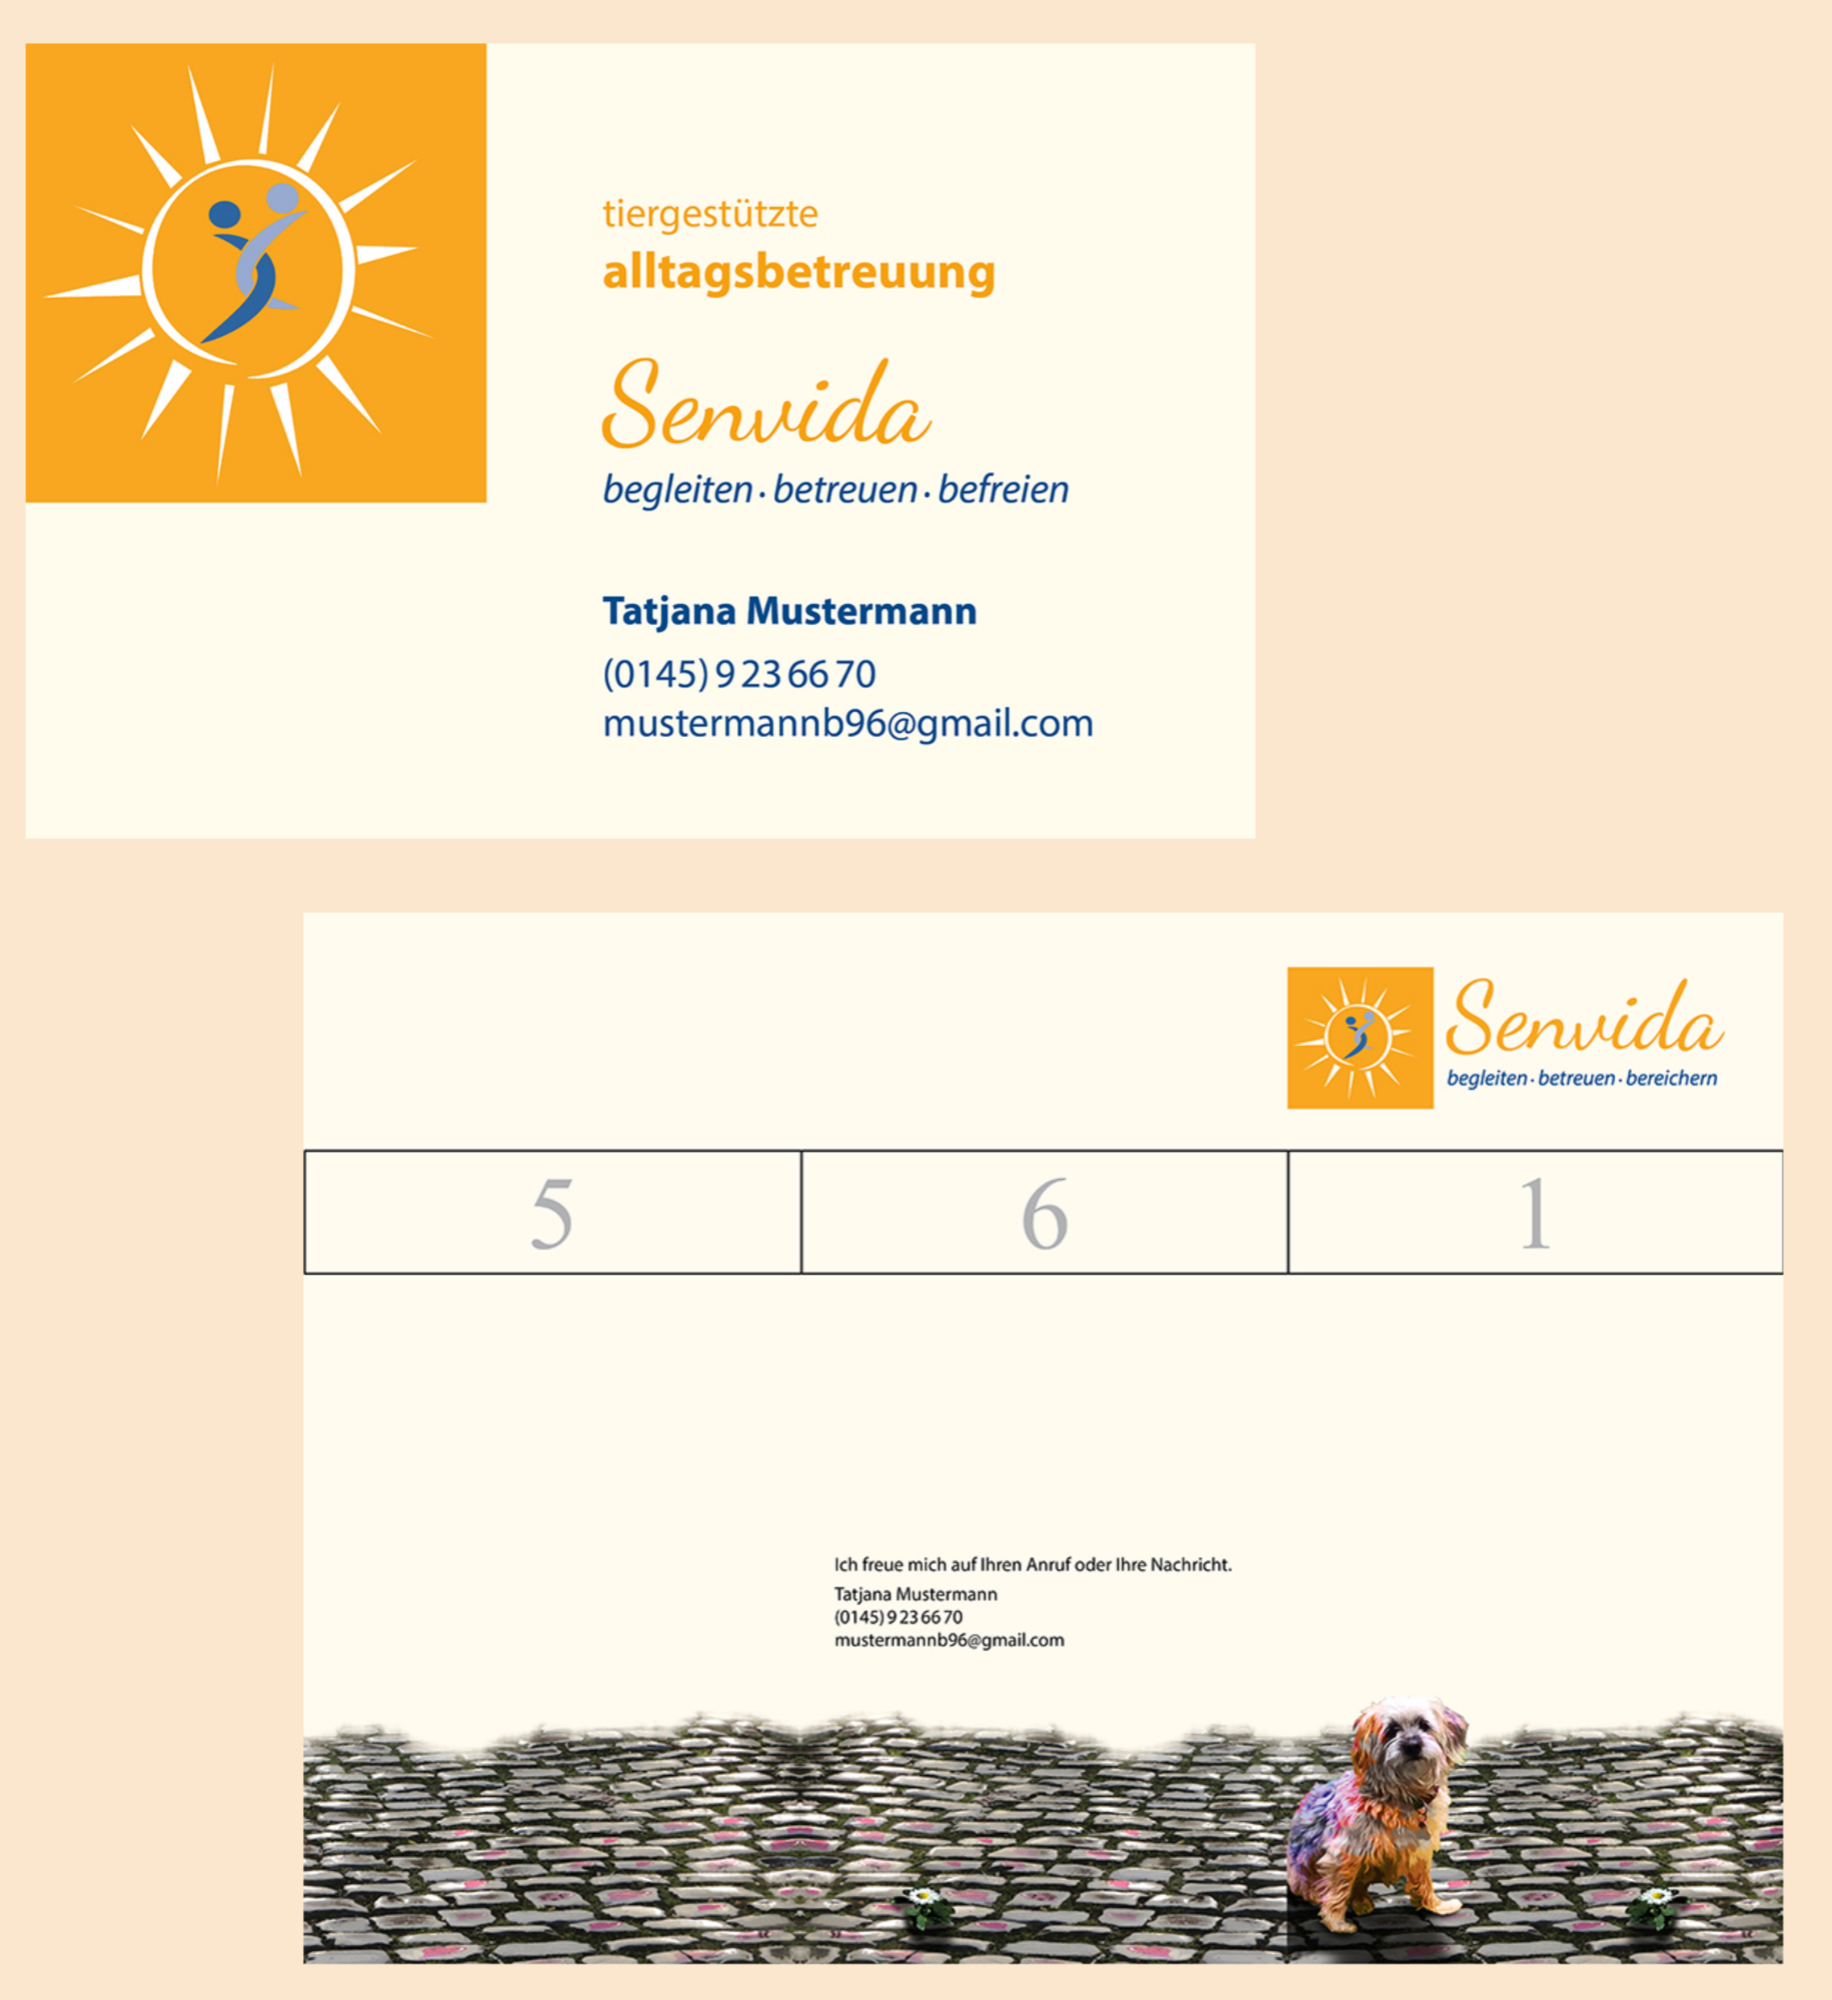 tiergestützte
alltagsbetreuung
Senvida
begleiten · betreuen · befreien
Tatjana Mustermann
(0145) 9 23 66 70
mustermannb96@gmail.com
Senvida
begleiten · betreuen · bereichern
5 6 1
Ich freue mich auf Ihren Anruf oder Ihre Nachricht.
Tatjana Mustermann
(0145) 9 23 66 70
mustermannb96@gmail.com